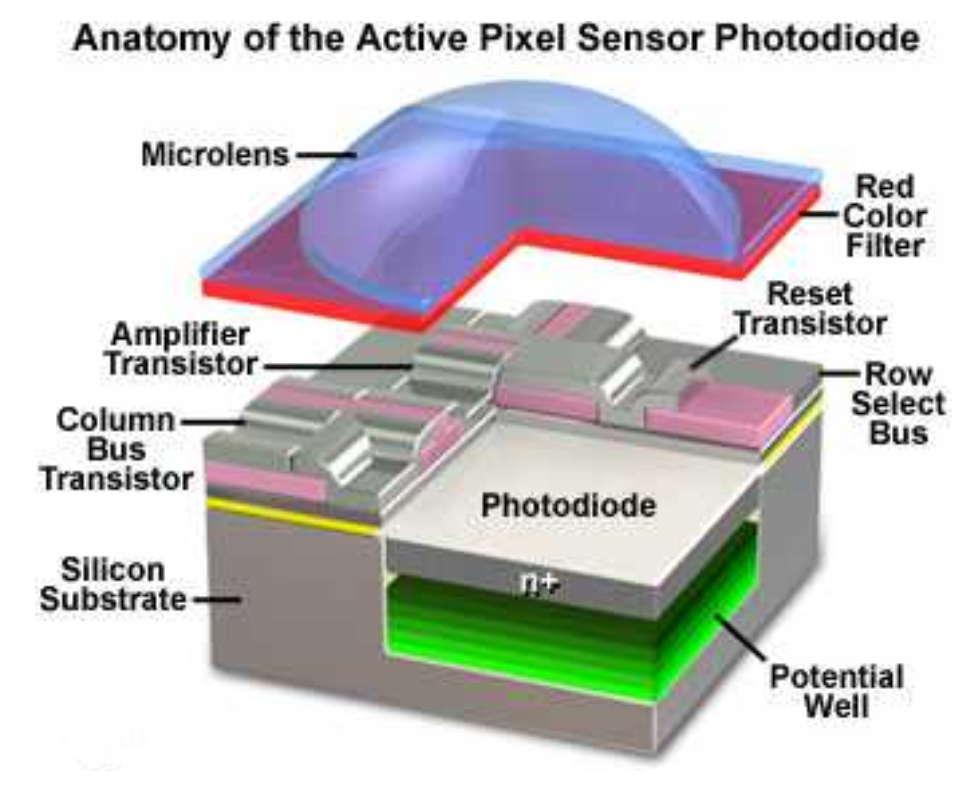 Anatomy of the Active Pixel Sensor Photodiode
Microlens
Red
Color
Filter
Reset
Transistor
Amplifier
Transistor
Row
Select
Bus
Column
Bus
Transistor
Photodiode
n+
Silicon
Substrate
Potential
Well